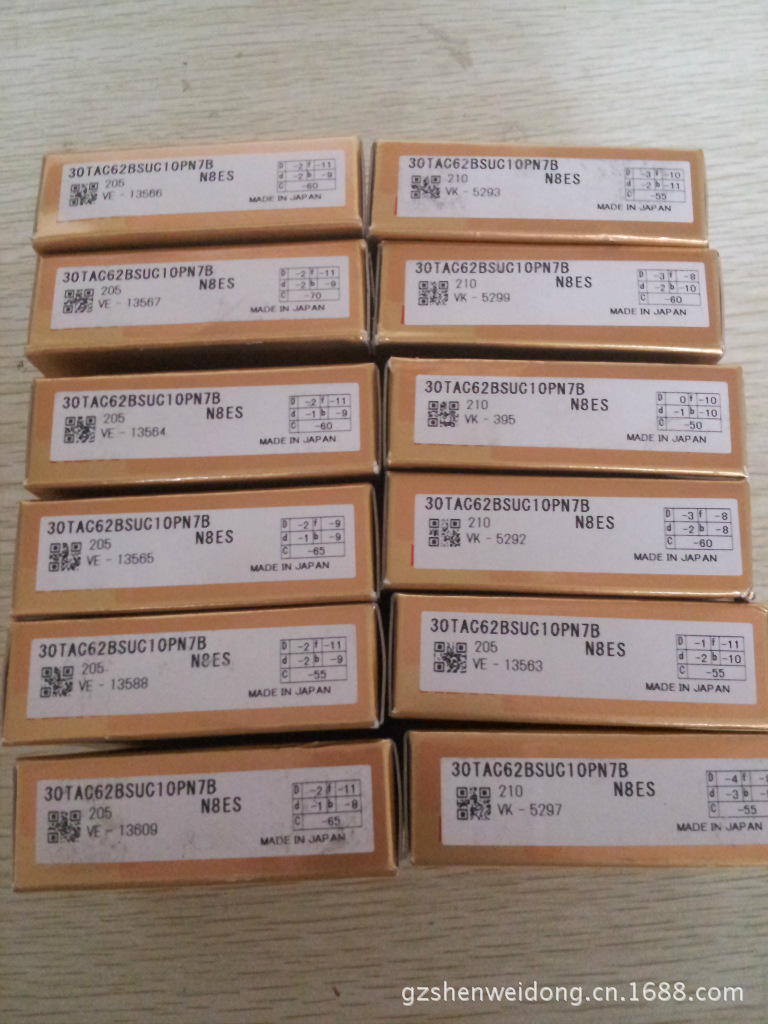 30TAC62BSUC10PN7B
205 N8ES
VE - 13566
D -2 f -11
d -2 b -9
C -60
MADE IN JAPAN
30TAC62BSUC10PN7B
210 N8ES
VK - 5293
D -3 f -10
d -2 b -11
C -55
MADE IN JAPAN
30TAC62BSUC10PN7B
205 N8ES
VE - 13567
D -2 f -11
d -2 b -9
C -70
MADE IN JAPAN
30TAC62BSUC10PN7B
210 N8ES
VK - 5299
D -3 f -8
d -2 b -10
C -60
MADE IN JAPAN
30TAC62BSUC10PN7B
205 N8ES
VE - 13564
D -2 f -11
d -1 b -9
C -60
MADE IN JAPAN
30TAC62BSUC10PN7B
210 N8ES
VK - 395
D 0 f -10
d -1 b -10
C -50
MADE IN JAPAN
30TAC62BSUC10PN7B
205 N8ES
VE - 13565
D -2 f -9
d -1 b -9
C -65
MADE IN JAPAN
30TAC62BSUC10PN7B
210 N8ES
VK - 5292
D -3 f -8
d -2 b -8
C -60
MADE IN JAPAN
30TAC62BSUC10PN7B
205 N8ES
VE - 13588
D -2 f -11
d -2 b -9
C -55
MADE IN JAPAN
30TAC62BSUC10PN7B
205 N8ES
VE - 13563
D -1 f -11
d -2 b -10
C -55
MADE IN JAPAN
30TAC62BSUC10PN7B
205 N8ES
VE - 13609
D -2 f -11
d -1 b -8
C -65
MADE IN JAPAN
30TAC62BSUC10PN7B
210 N8ES
VK - 5297
D -4 f
d -3 b
C -55
MADE IN JAPAN
gzshenweidong.cn.1688.com